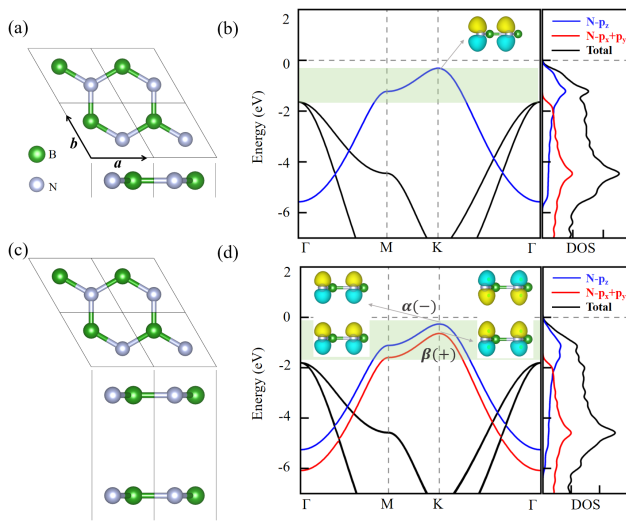 (a)
b
a
B
N
(b)
2
0
-2
-4
-6
Energy (eV)
Γ
M
K
Γ
N-pz
N-px+py
Total
DOS
(c)
(d)
2
0
-2
-4
-6
Energy (eV)
α(−)
β(+)
Γ
M
K
Γ
N-pz
N-px+py
Total
DOS